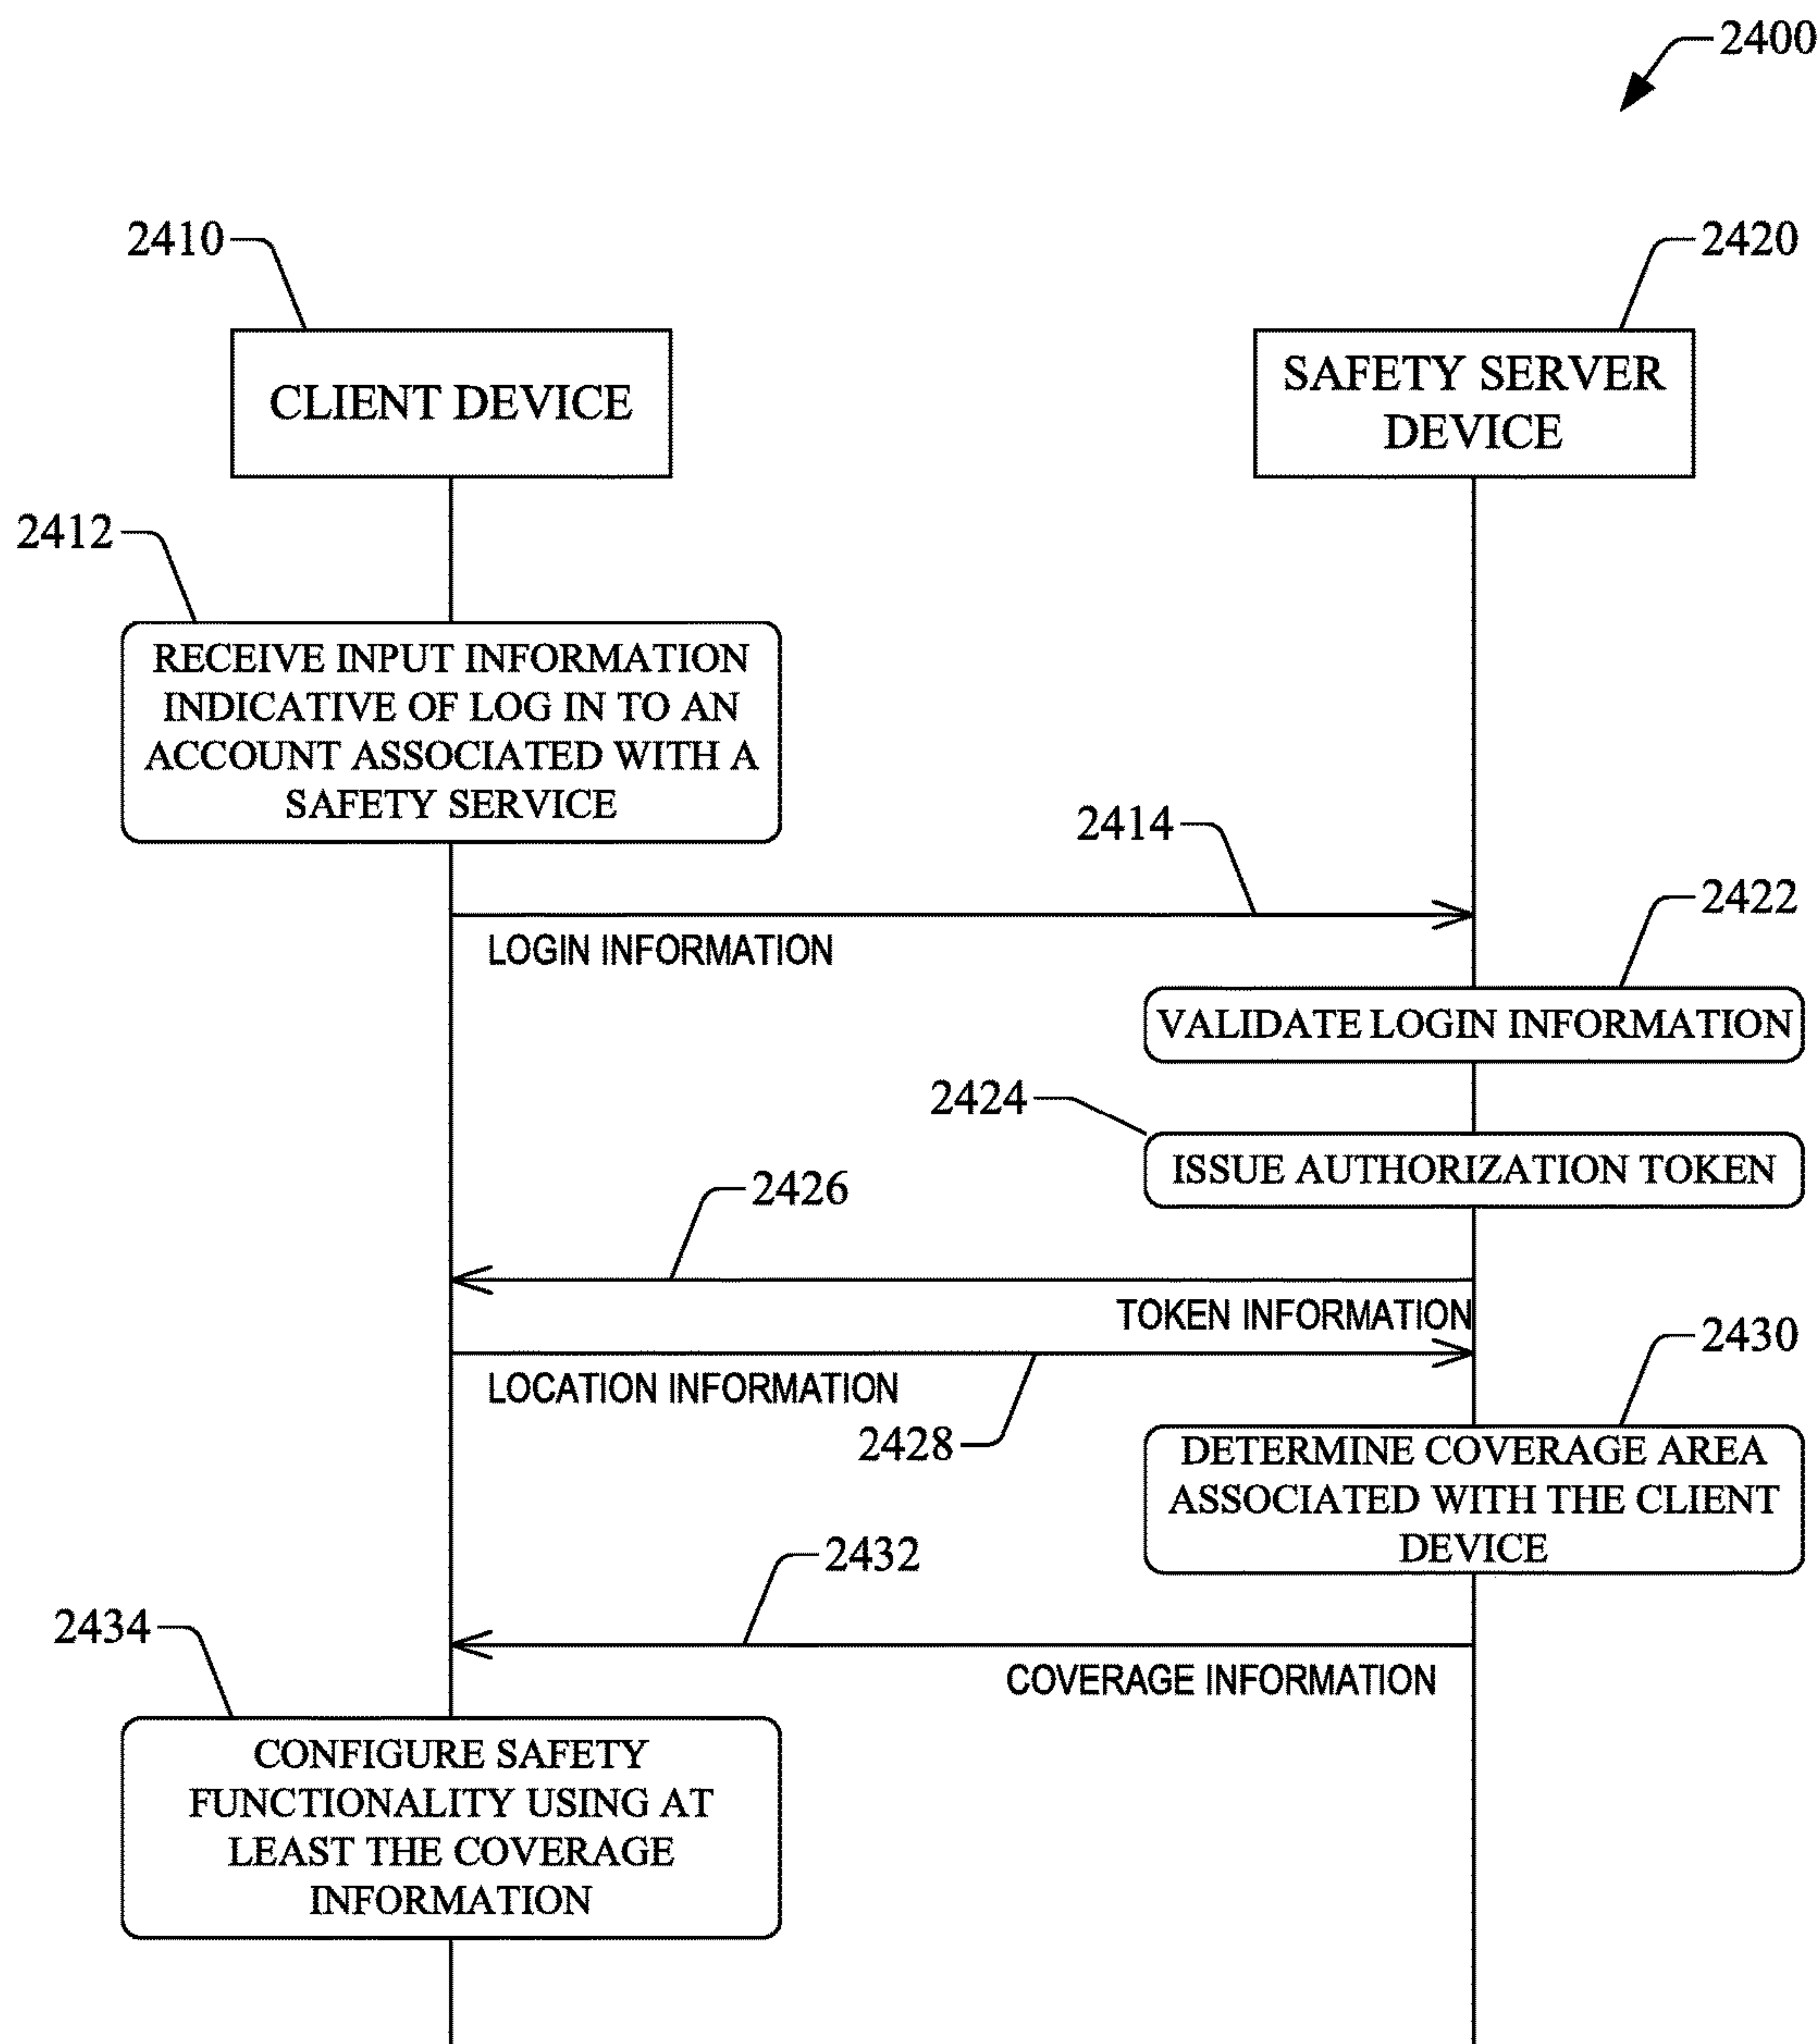 2400
2410
2420
CLIENT DEVICE
SAFETY SERVER
DEVICE
2412
RECEIVE INPUT INFORMATION
INDICATIVE OF LOG IN TO AN
ACCOUNT ASSOCIATED WITH A
SAFETY SERVICE
2414
LOGIN INFORMATION
2422
VALIDATE LOGIN INFORMATION
2424
ISSUE AUTHORIZATION TOKEN
2426
TOKEN INFORMATION
LOCATION INFORMATION
2428
2430
DETERMINE COVERAGE AREA
ASSOCIATED WITH THE CLIENT
DEVICE
2432
COVERAGE INFORMATION
2434
CONFIGURE SAFETY
FUNCTIONALITY USING AT
LEAST THE COVERAGE
INFORMATION